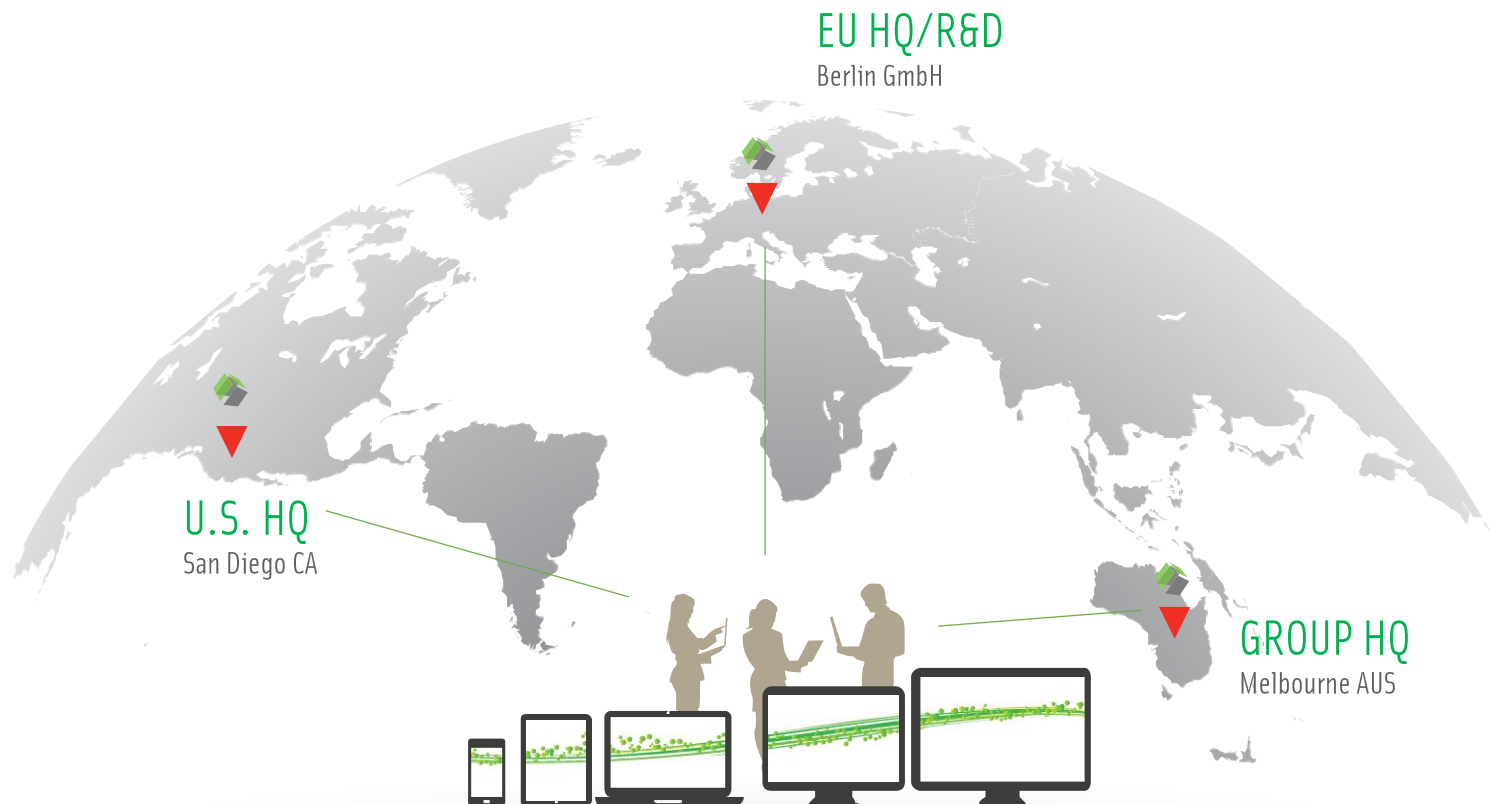 EU HQ/R&D
Berlin GmbH
U.S. HQ
San Diego CA
GROUP HQ
Melbourne AUS